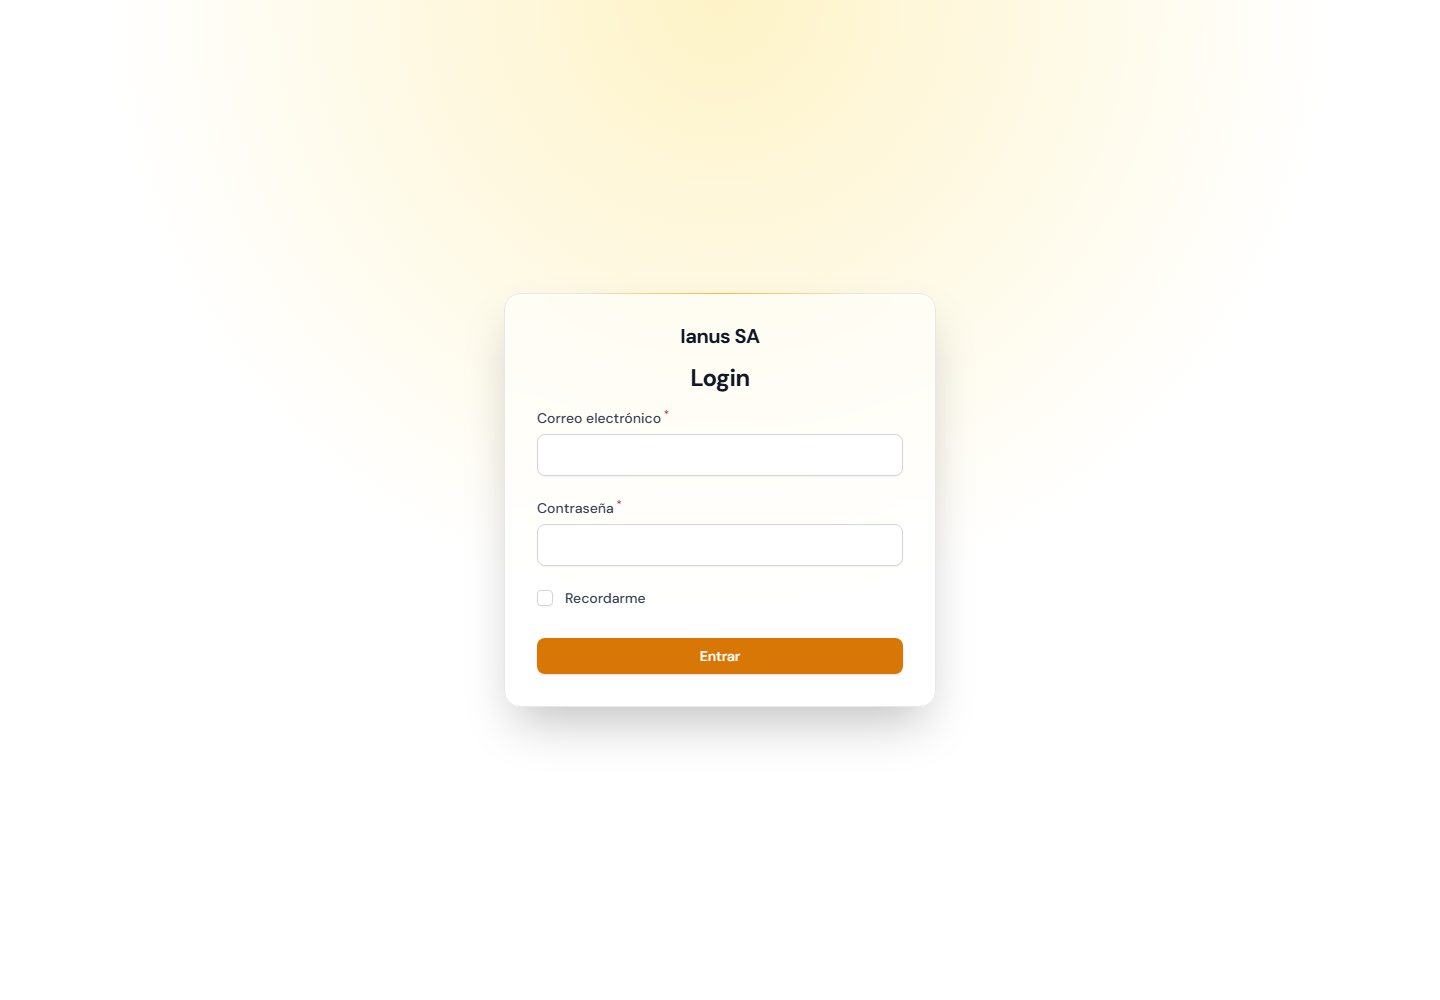 Ianus SA
Login
Correo electrónico*
Contraseña*
Recordarme
Entrar